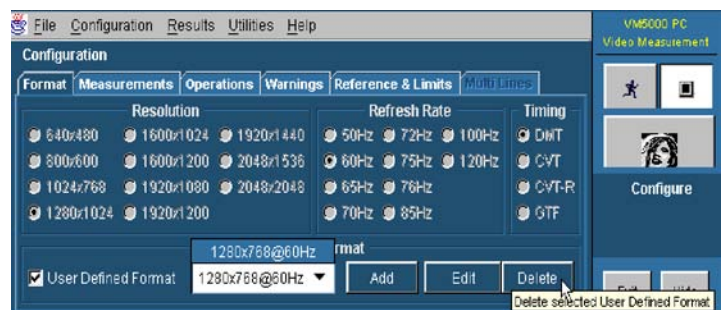 File Configuration Results Utilities Help
VM5000 PC
Video Measurement
Configuration
Format Measurements Operations Warnings Reference & Limits Multi Lines
Resolution Refresh Rate Timing
640x480 1600x1024 1920x1440 50Hz 72Hz 100Hz DMT
800x600 1600x1200 2048x1536 60Hz 75Hz 120Hz CVT
1024x768 1920x1080 2048x2048 65Hz 76Hz CVT-R
1280x1024 1920x1200 70Hz 85Hz GTF
Configure
1280x768@60Hz rmat
User Defined Format 1280x768@60Hz Add Edit Delete
Delete selected User Defined Format